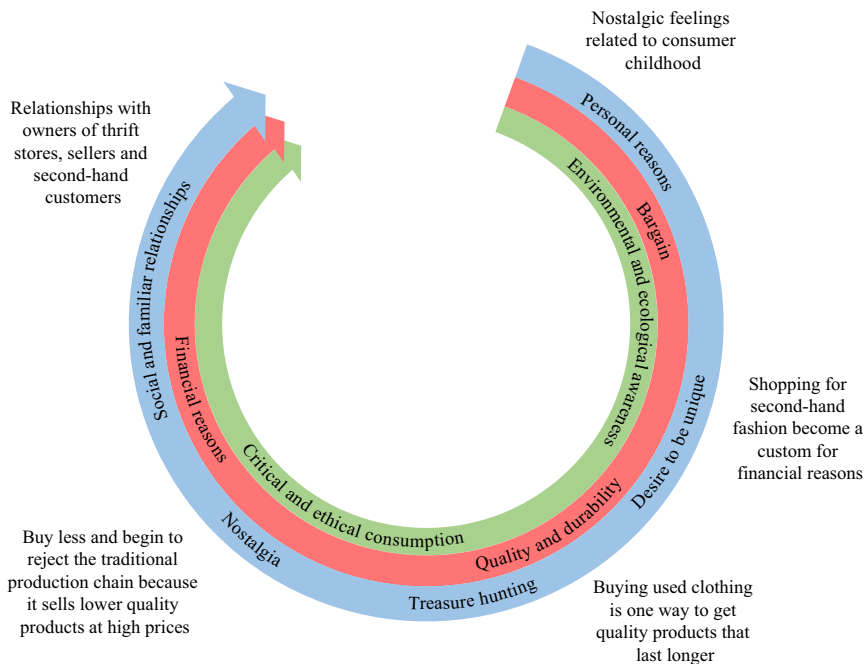 Nostalgic feelings
related to consumer
childhood
Personal reasons
Bargain
Environmental and ecological awareness
Relationships with
owners of thrift
stores, sellers and
second-hand
customers
Social and familiar relationships
Financial reasons
Critical and ethical consumption
Desire to be unique
Shopping for
second-hand
fashion become a
custom for
financial reasons
Quality and durability
Nostalgia
Treasure hunting
Buy less and begin to
reject the traditional
production chain because
it sells lower quality
products at high prices
Buying used clothing
is one way to get
quality products that
last longer